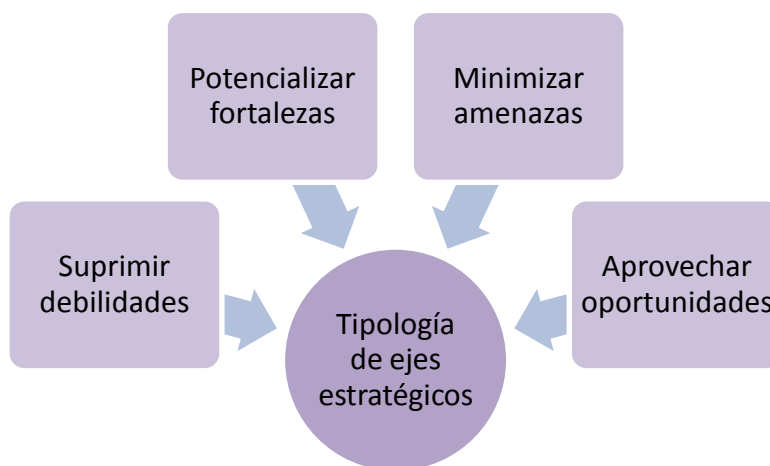 Potencializar
fortalezas
Minimizar
amenazas
Suprimir
debilidades
Aprovechar
oportunidades
Tipología
de ejes
estratégicos